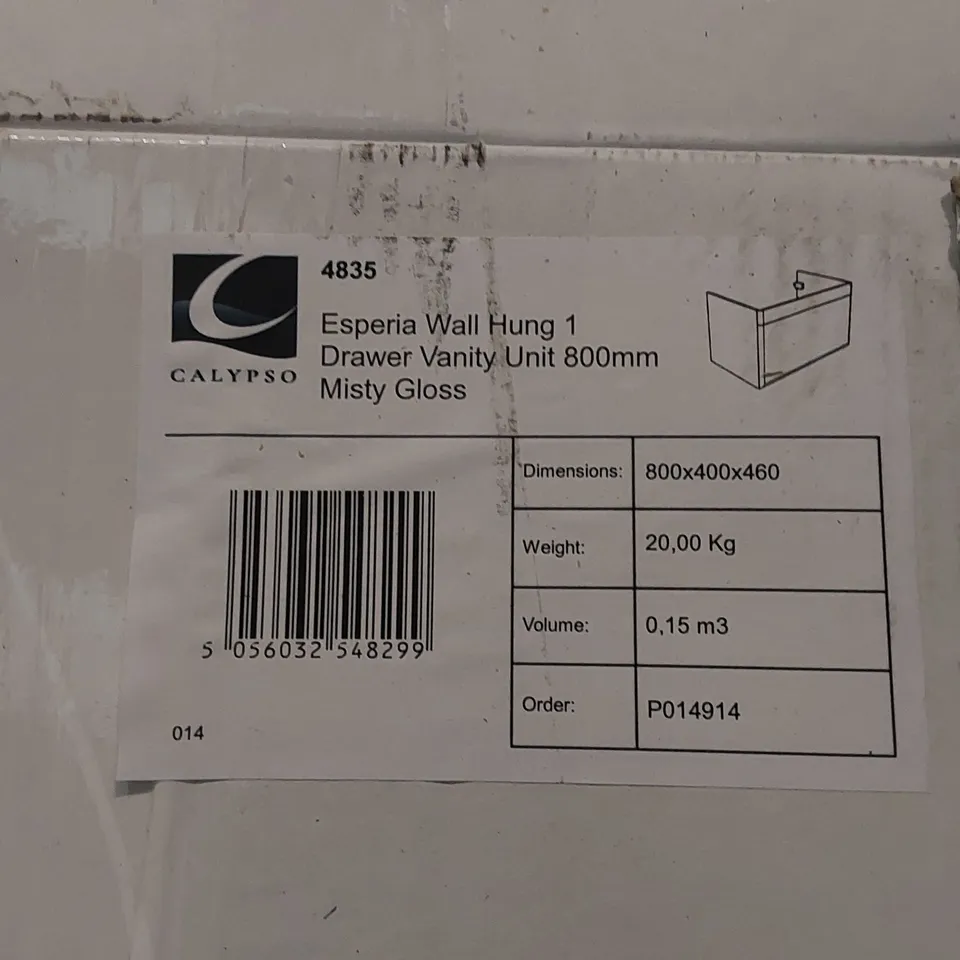 4835
CALYPSO
Esperia Wall Hung 1
Drawer Vanity Unit 800mm
Misty Gloss
Dimensions: 800x400x460
Weight: 20,00 Kg
Volume: 0,15 m3
Order: P014914
5 056032 548299
014